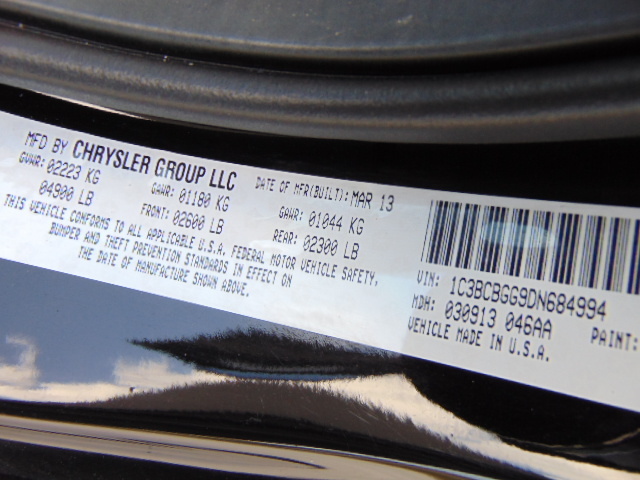 MFD BY CHRYSLER GROUP LLC DATE OF MFR(BUILT): MAR 13
GVWR: 02223 KG GAWR: 01180 KG GAWR: 01044 KG
04900 LB FRONT: 02600 LB REAR: 02300 LB
THIS VEHICLE CONFORMS TO ALL APPLICABLE U.S.A. FEDERAL MOTOR VEHICLE SAFETY,
BUMPER AND THEFT PREVENTION STANDARDS IN EFFECT ON
THE DATE OF MANUFACTURE SHOWN ABOVE.
VIN: 1C3BCBGG9DN684994
MDH: 030913 046AA PAINT:
VEHICLE MADE IN U.S.A.